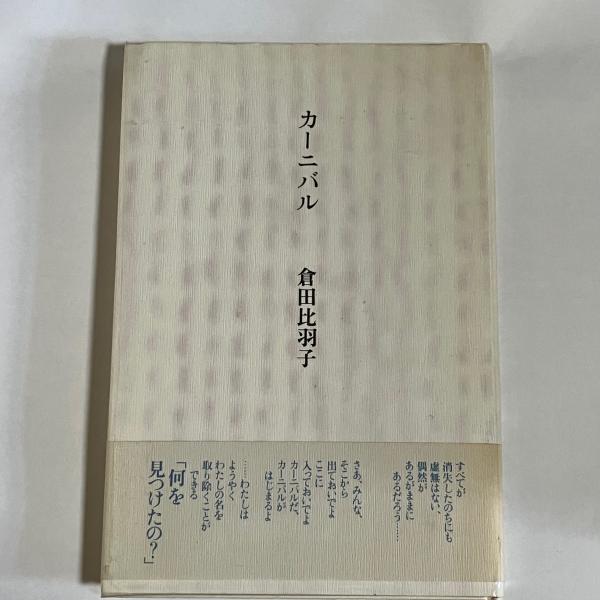 カーニバル
倉田比羽子
すべてが
消失したのちにも
虚無はない、
偶然が
あるがままに
あるだろう……
さあ、みんな、
そこから
出ておいでよ
ここに
入っておいでよ
カーニバルだ、
カーニバルが
はじまるよ
……わたしは
ようやく
わたしの名を
取り除くことが
できる
「何を
見つけたの?」